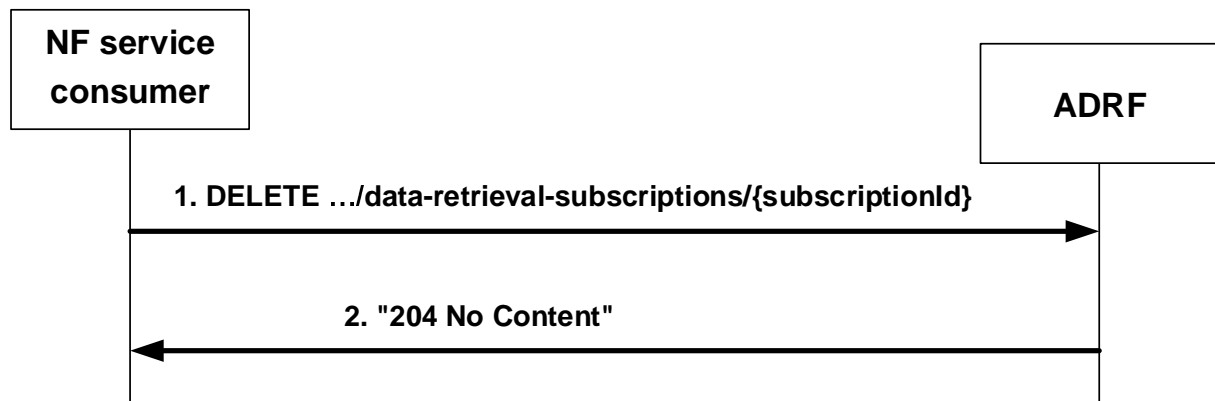 NF service
consumer
ADRF
1. DELETE …/data-retrieval-subscriptions/{subscriptionId}
2. "204 No Content"